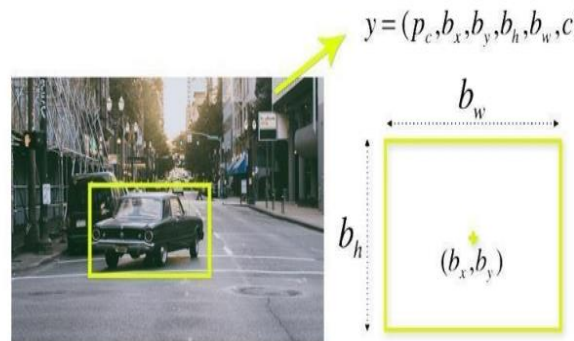 y = (p_c, b_x, b_y, b_h, b_w, c
b_w
b_h
(b_x, b_y)